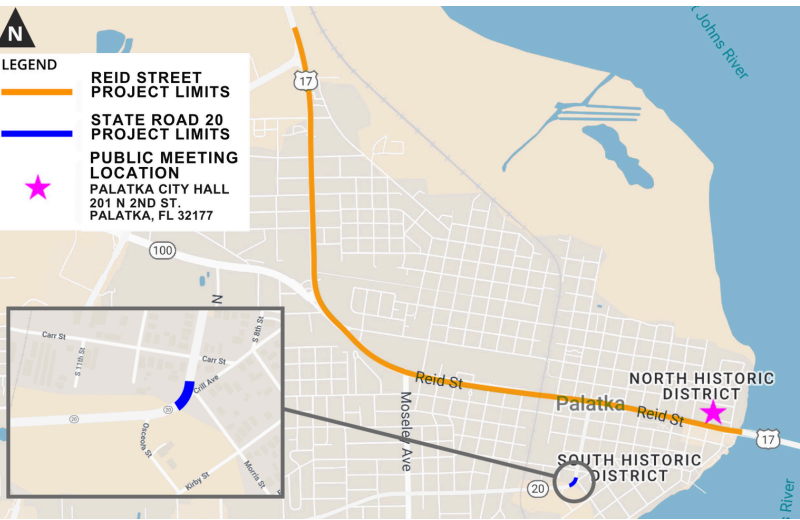 N
LEGEND
REID STREET
PROJECT LIMITS
STATE ROAD 20
PROJECT LIMITS
PUBLIC MEETING
LOCATION
PALATKA CITY HALL
201 N 2ND ST.
PALATKA, FL 32177
t Johns River
17
100
N
Carr St
S 11th St
S 8th St
Carr St
Crill Ave
20
20
Osceola St
Kirby St
Morris St
Reid St
Moseley Ave
Palatka
Reid St
NORTH HISTORIC
DISTRICT
17
SOUTH HISTORIC
DISTRICT
20
s River